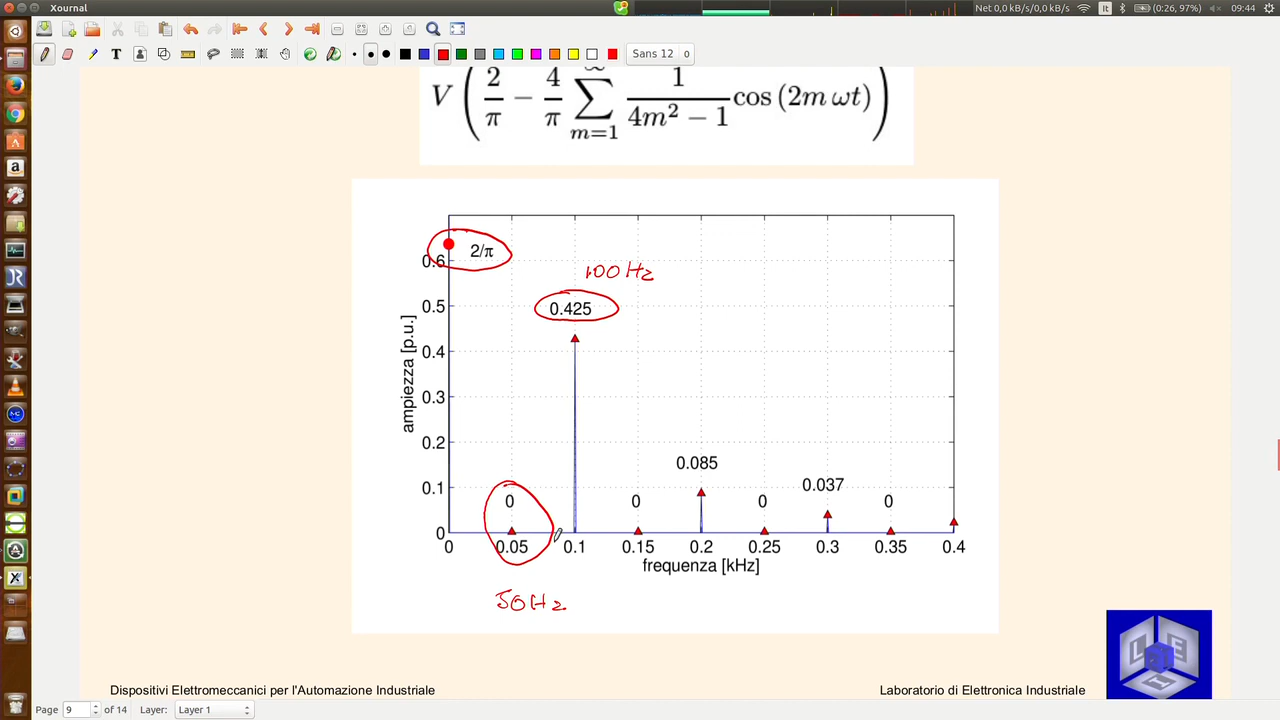 Xournal
Net 0,0 kB/s/0,0 kB/s
It
(0:26, 97%)
09:44
Sans 12
0
V ( 2/π − 4/π ∑ m=1 ∞ 1/(4m² − 1) cos (2m ωt) )
2/π
100 Hz
0.425
0.085
0.037
0
0
0
0
0.6
0.5
0.4
0.3
0.2
0.1
0
ampiezza [p.u.]
0 0.05 0.1 0.15 0.2 0.25 0.3 0.35 0.4
frequenza [kHz]
50 Hz
Dispositivi Elettromeccanici per l'Automazione Industriale
Laboratorio di Elettronica Industriale
Page 9 of 14 Layer: Layer 1